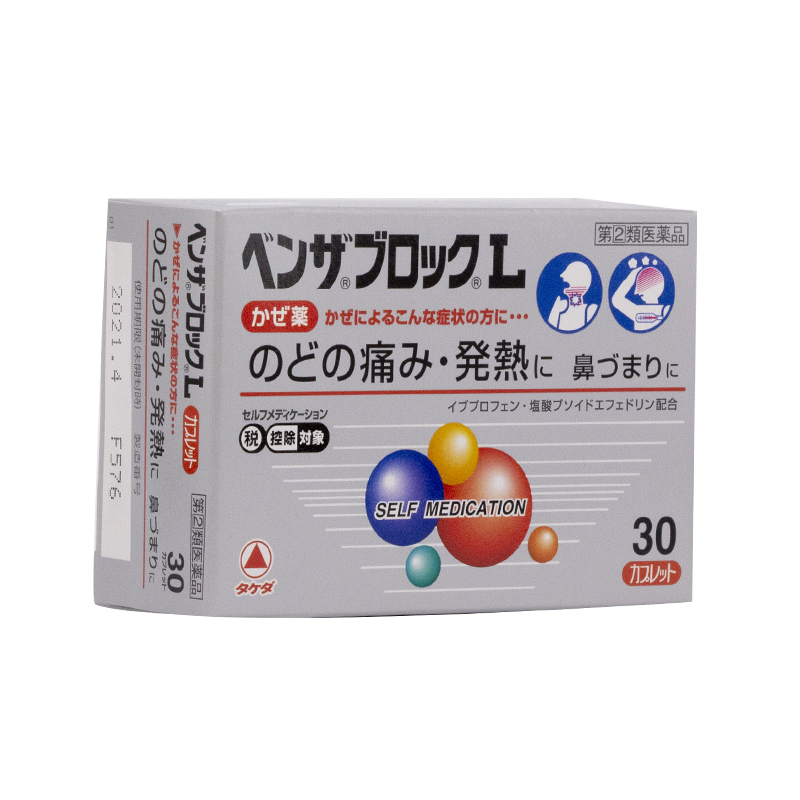 ベンザ®ブロック®L
指②類医薬品
かぜ薬 かぜによるこんな症状の方に・・・
のどの痛み・発熱に 鼻づまりに
イブプロフェン・塩酸プソイドエフェドリン配合
セルフメディケーション
税 控除 対象
SELF MEDICATION
タケダ
30
カプレット
ベンザブロック®L
カプレット
▶かぜによるこんな症状の方に・・・
のどの痛み・発熱に 鼻づまりに
指②類医薬品
30
カプレット
使用期限(未開封時) 製造番号
2021.4 F576
01